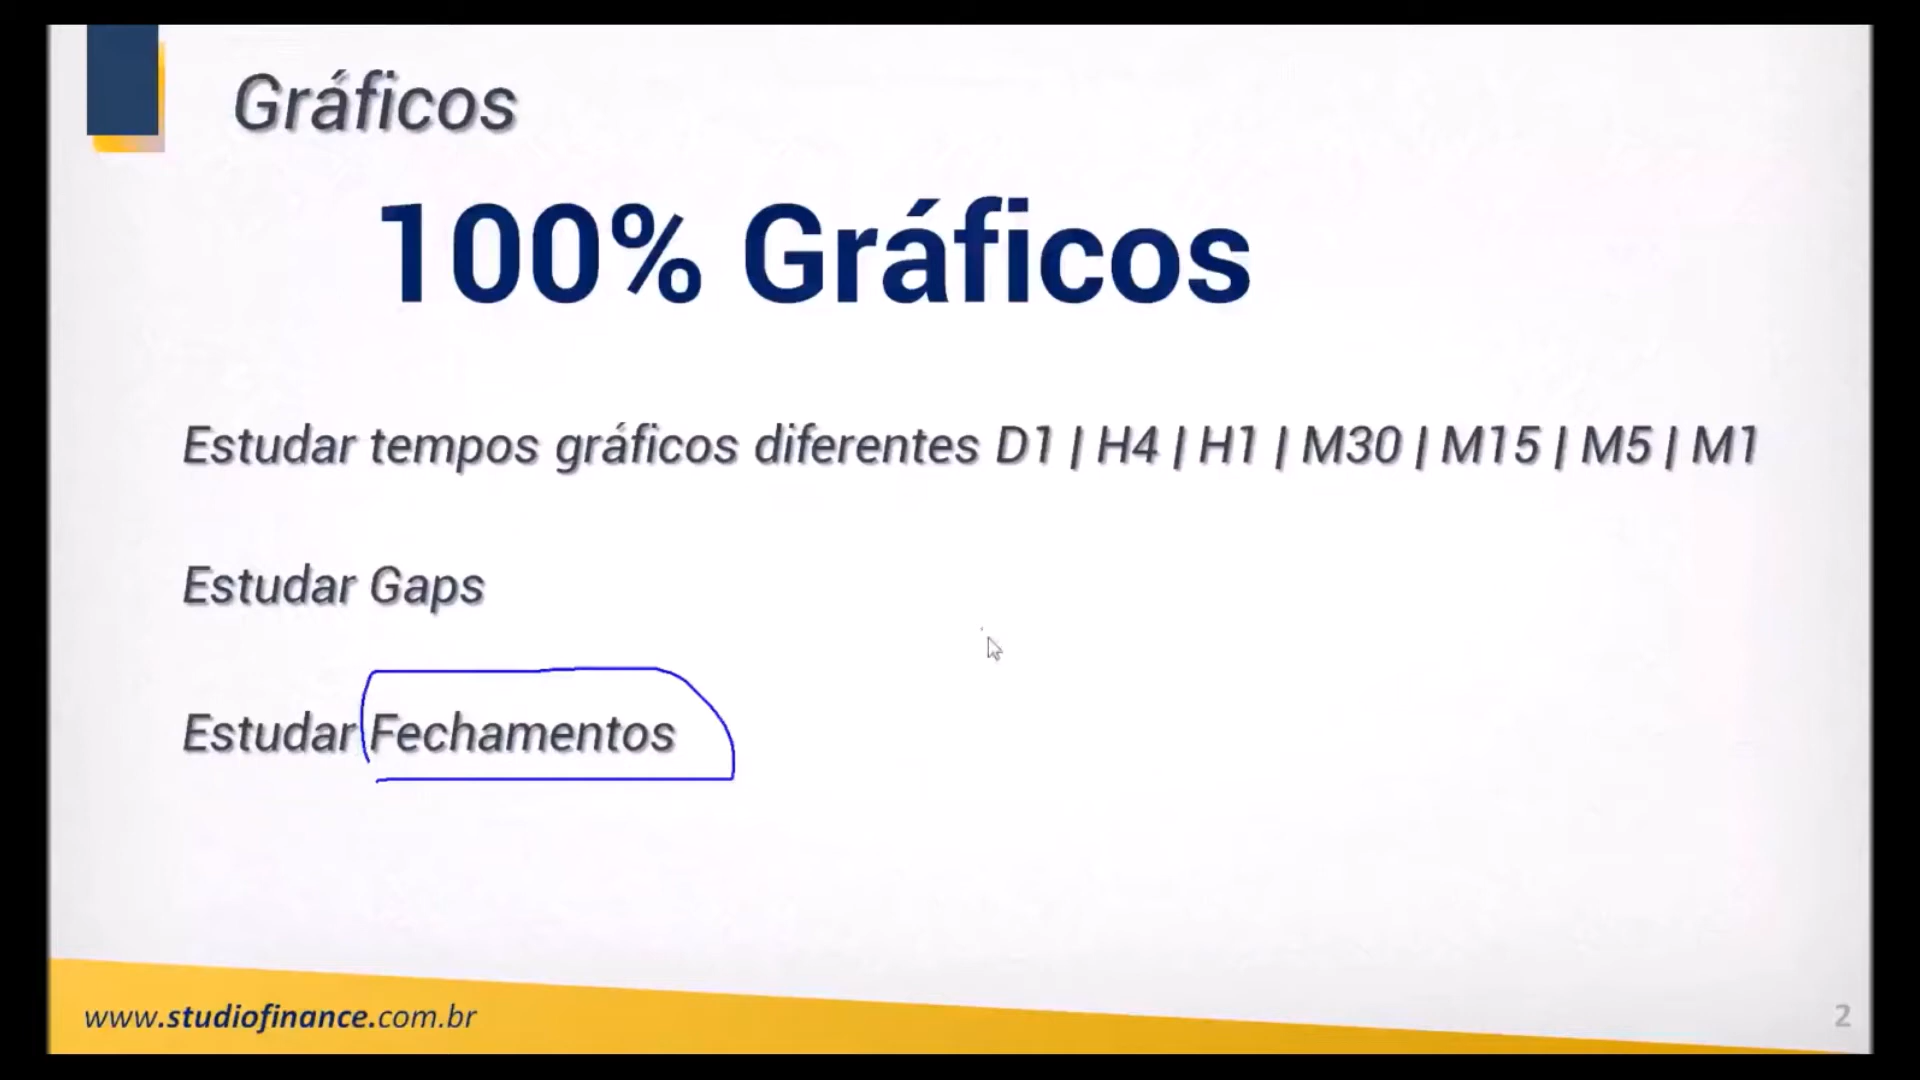 Gráficos
100% Gráficos
Estudar tempos gráficos diferentes D1 | H4 | H1 | M30 | M15 | M5 | M1
Estudar Gaps
Estudar Fechamentos
www.studiofinance.com.br
2